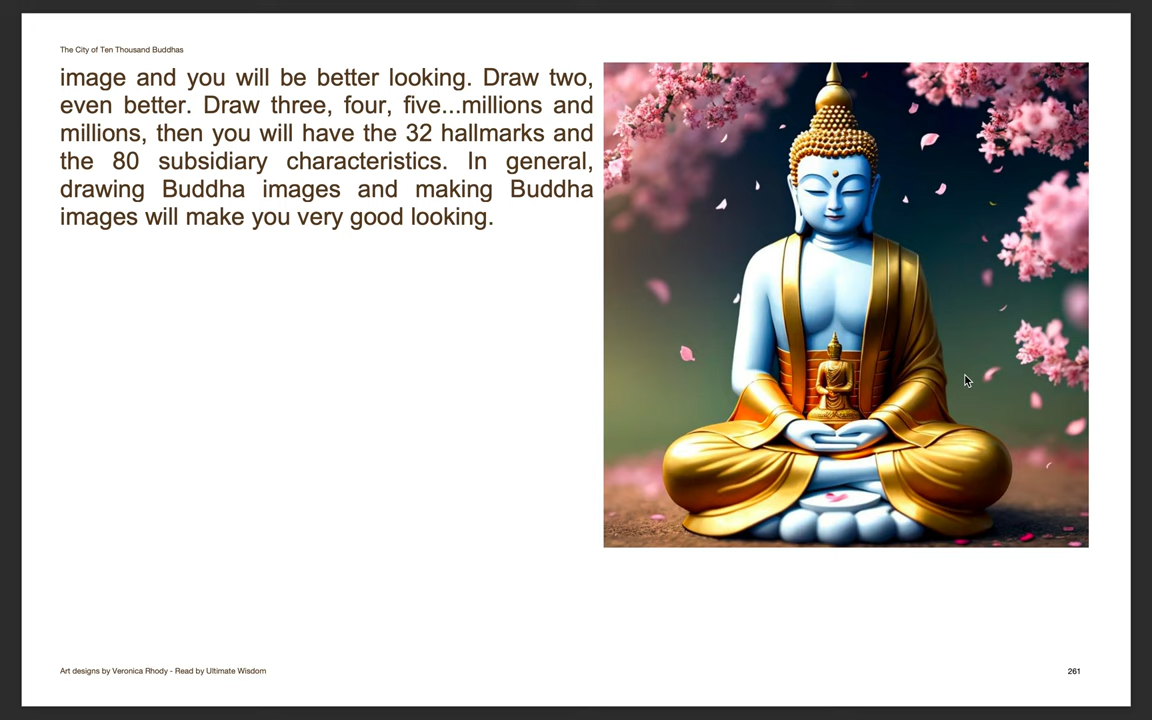 The City of Ten Thousand Buddhas
image and you will be better looking. Draw two,
even better. Draw three, four, five...millions and
millions, then you will have the 32 hallmarks and
the 80 subsidiary characteristics. In general,
drawing Buddha images and making Buddha
images will make you very good looking.
Art designs by Veronica Rhody - Read by Ultimate Wisdom
261